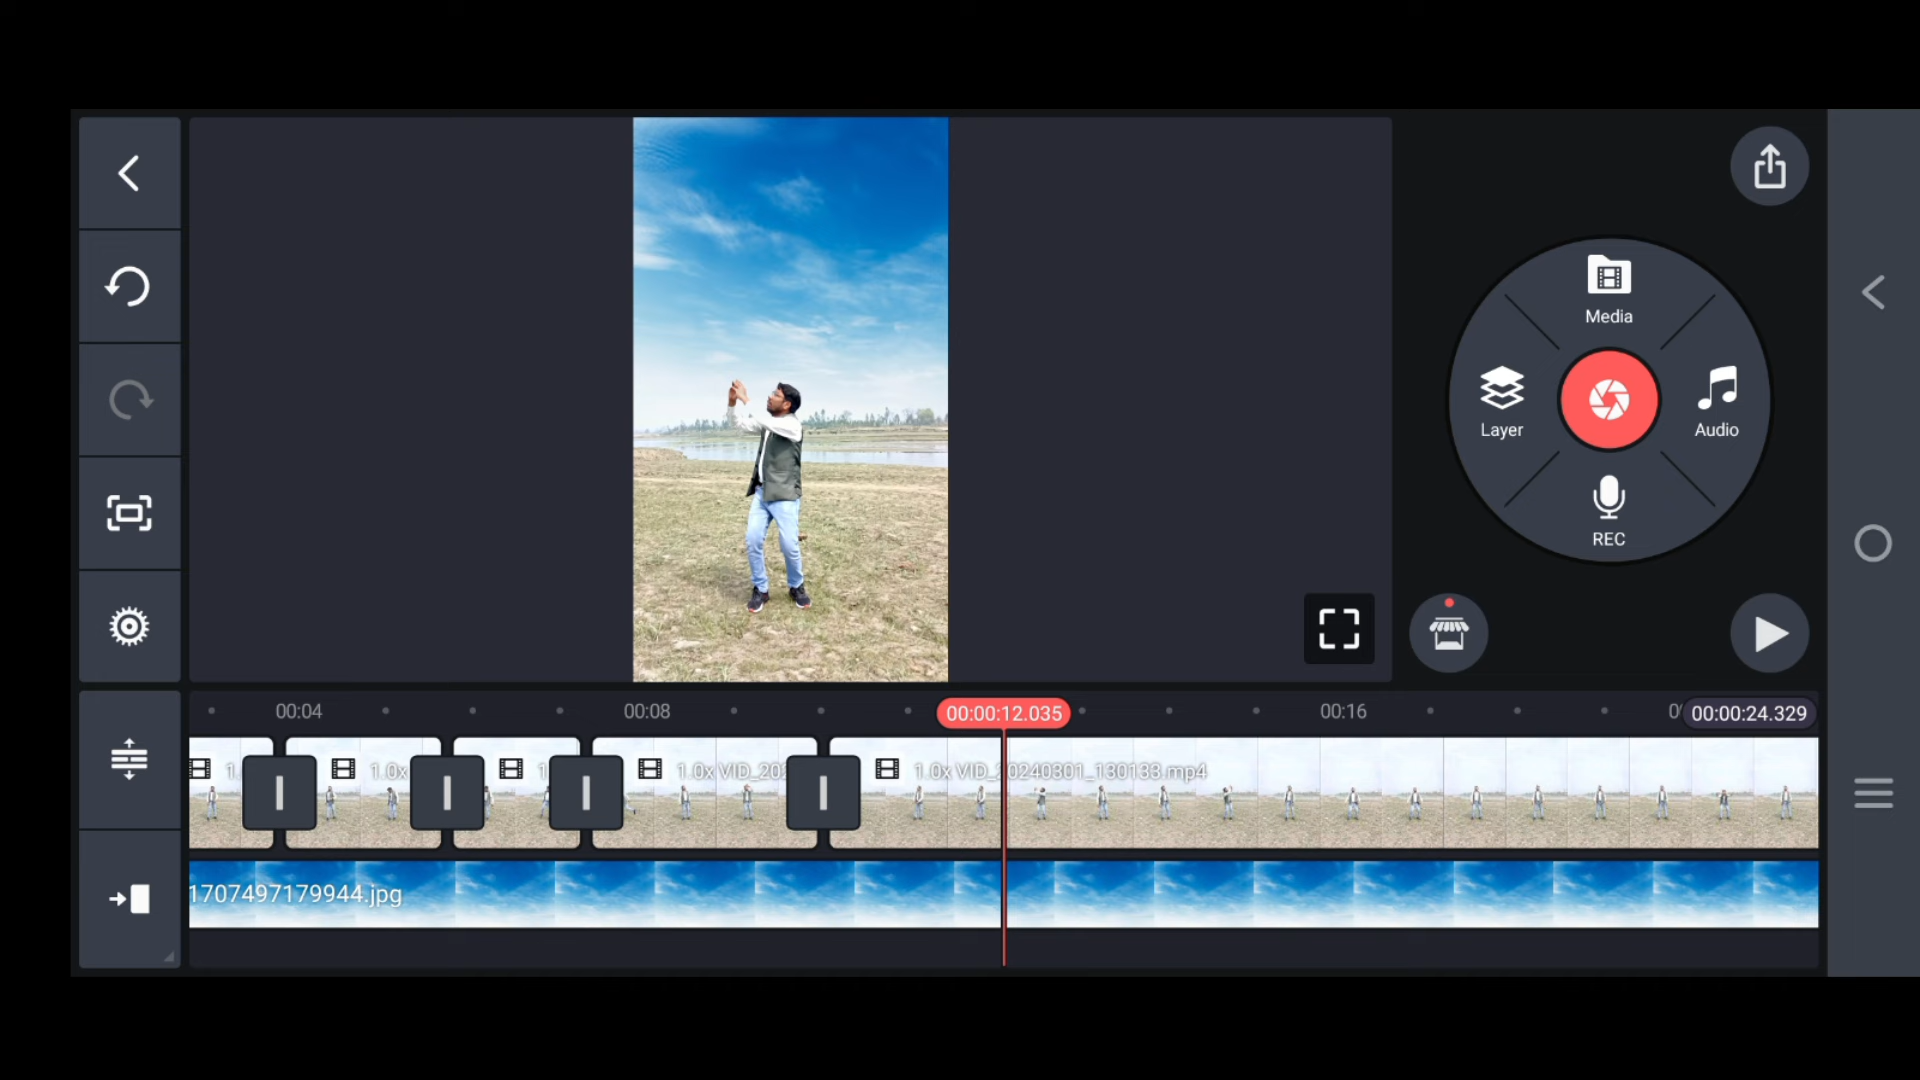 Media
Layer
Audio
REC
00:04
00:08
00:00:12.035
00:16
00:00:24.329
1.0x
1.0x VID_20
1.0x VID_20240301_130133.mp4
1707497179944.jpg